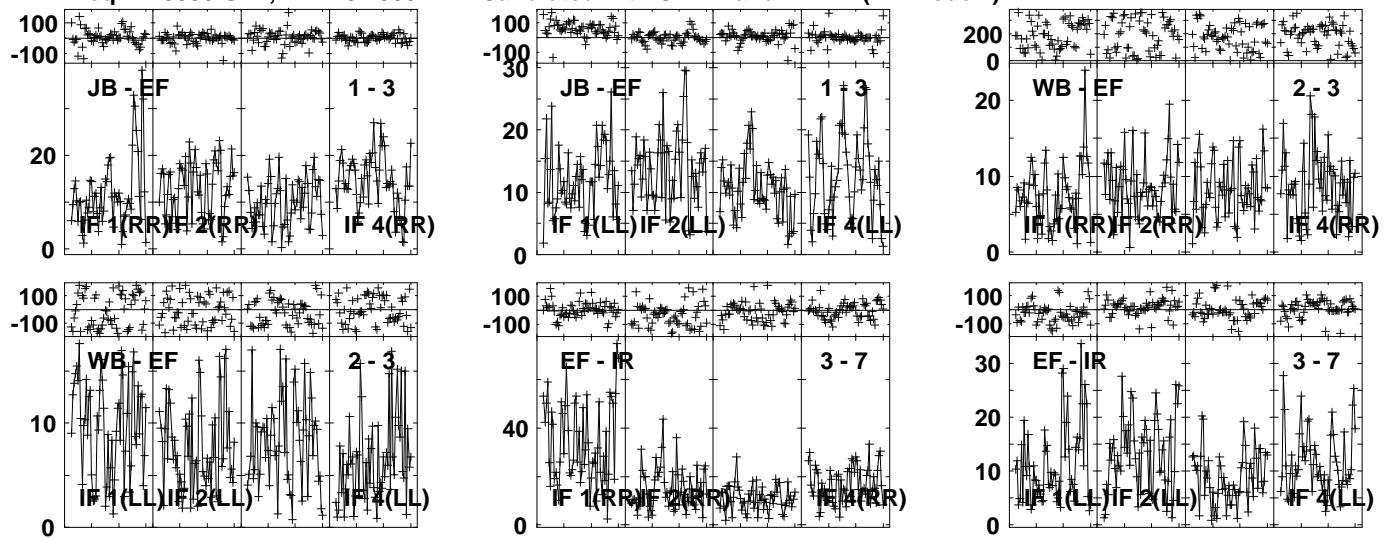 100
-100
JB - EF
1 - 3
20
0
IF 1(RR)
IF 2(RR)
IF 4(RR)
100
-100
30
JB - EF
1 - 3
20
10
0
IF 1(LL)
IF 2(LL)
IF 4(LL)
200
0
WB - EF
2 - 3
20
10
0
IF 1(RR)
IF 2(RR)
IF 4(RR)
100
-100
WB - EF
2 - 3
10
0
IF 1(LL)
IF 2(LL)
IF 4(LL)
100
-100
EF - IR
3 - 7
40
0
IF 1(RR)
IF 2(RR)
IF 4(RR)
100
-100
30
EF - IR
3 - 7
20
10
0
IF 1(LL)
IF 2(LL)
IF 4(LL)